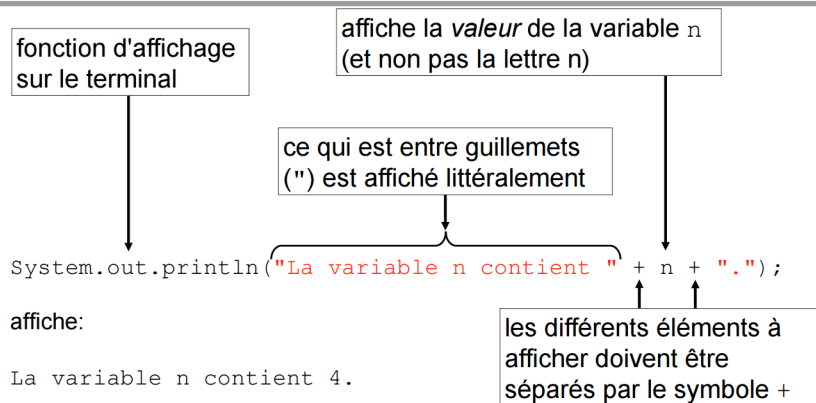 fonction d'affichage
sur le terminal
affiche la valeur de la variable n
(et non pas la lettre n)
ce qui est entre guillemets
(") est affiché littéralement
System.out.println("La variable n contient " + n + ".");
affiche:
La variable n contient 4.
les différents éléments à
afficher doivent être
séparés par le symbole +